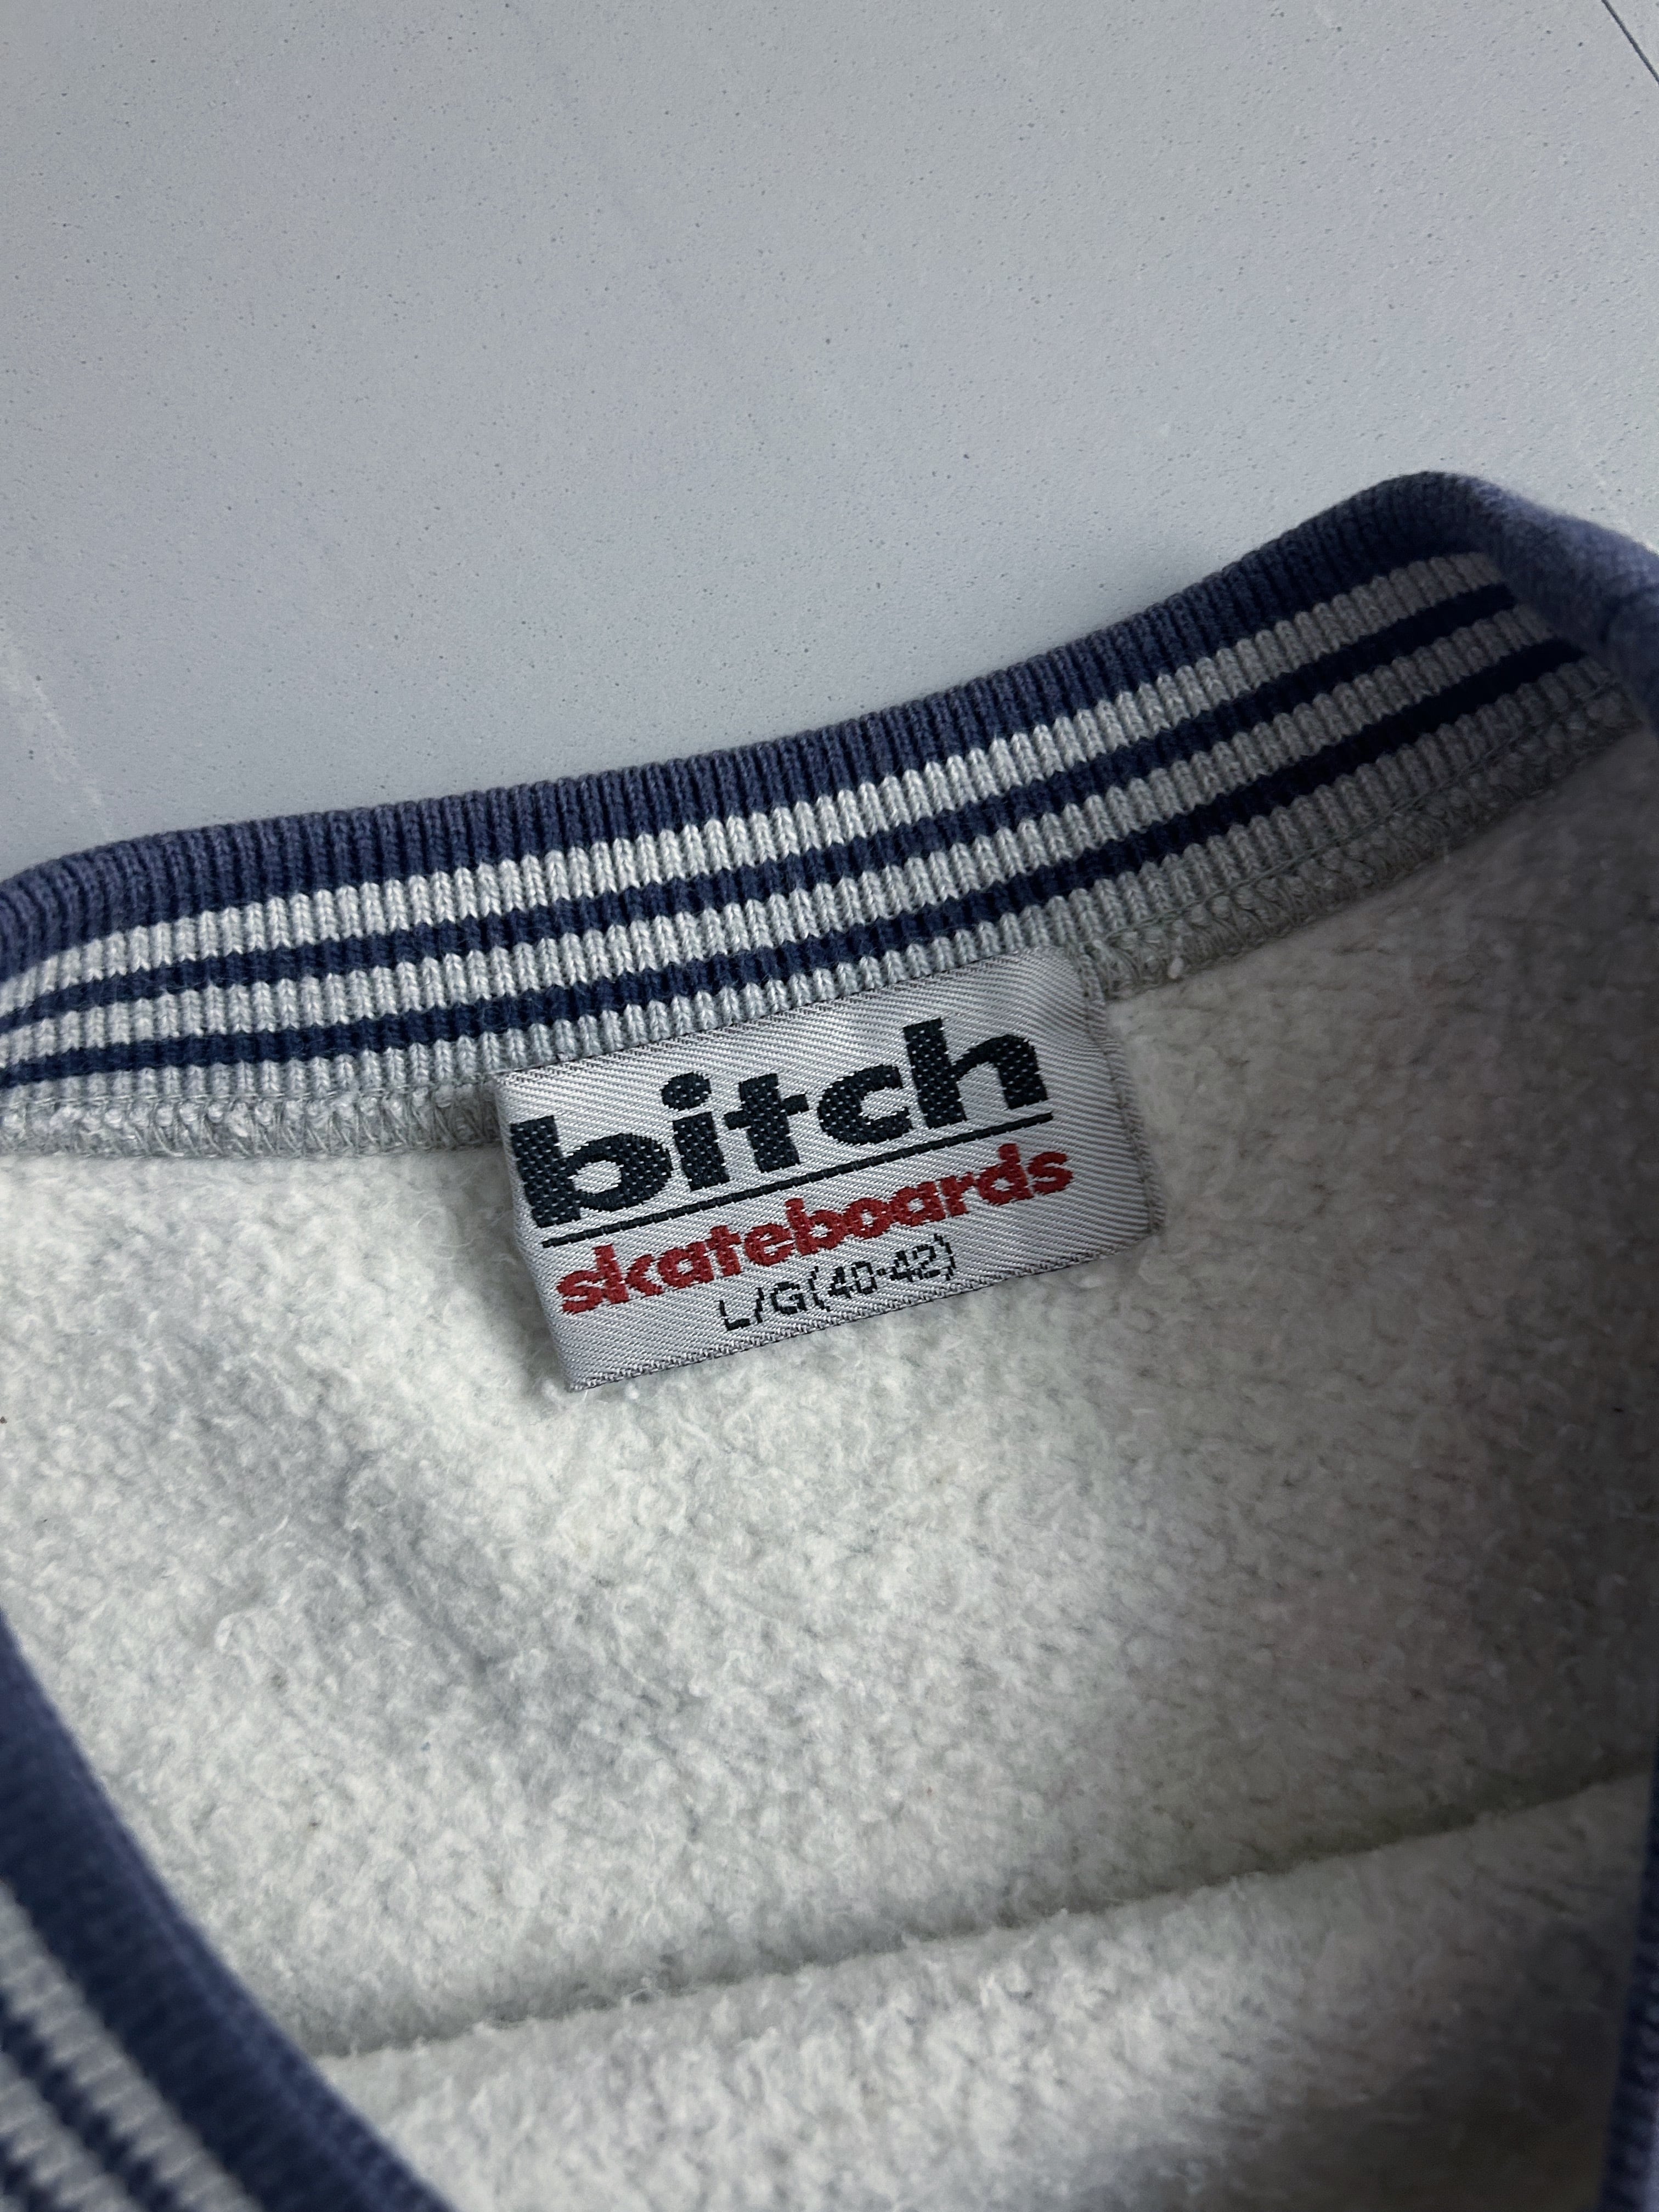 bitch
skateboards
L/G(40-42)